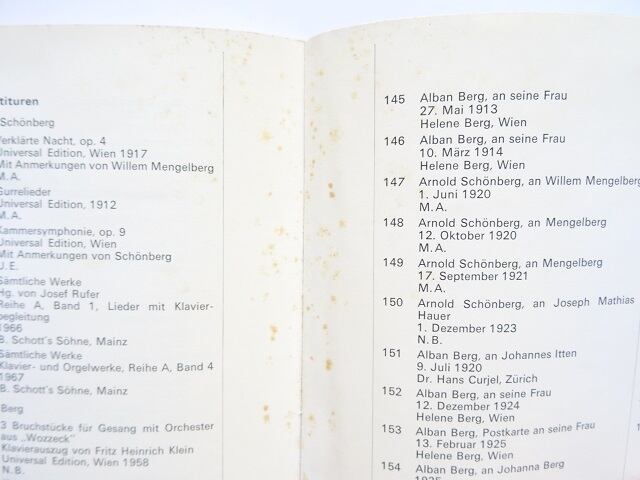 tituren
Schönberg
Verklärte Nacht, op. 4
Universal Edition, Wien 1917
Mit Anmerkungen von Willem Mengelberg
M. A.
Gurrelieder
Universal Edition, 1912
M. A.
Kammersymphonie, op. 9
Universal Edition, Wien
Mit Anmerkungen von Schönberg
U. E.
Sämtliche Werke
Hg. von Josef Rufer
Reihe A, Band 1, Lieder mit Klavier-
begleitung
1966
B. Schott's Söhne, Mainz
Sämtliche Werke
Klavier- und Orgelwerke, Reihe A, Band 4
1967
B. Schott's Söhne, Mainz
Berg
3 Bruchstücke für Gesang mit Orchester
aus „Wozzeck"
Klavierauszug von Fritz Heinrich Klein
Universal Edition, Wien 1958
N. B.
145 Alban Berg, an seine Frau
27. Mai 1913
Helene Berg, Wien
146 Alban Berg, an seine Frau
10. März 1914
Helene Berg, Wien
147 Arnold Schönberg, an Willem Mengelberg
1. Juni 1920
M. A.
148 Arnold Schönberg, an Mengelberg
12. Oktober 1920
M. A.
149 Arnold Schönberg, an Mengelberg
17. September 1921
M. A.
150 Arnold Schönberg, an Joseph Mathias
Hauer
1. Dezember 1923
N. B.
151 Alban Berg, an Johannes Itten
9. Juli 1920
Dr. Hans Curjel, Zürich
152 Alban Berg, an seine Frau
12. Dezember 1924
Helene Berg, Wien
153 Alban Berg, Postkarte an seine Frau
13. Februar 1925
Helene Berg, Wien
154 Alban Berg, an Johanna Berg